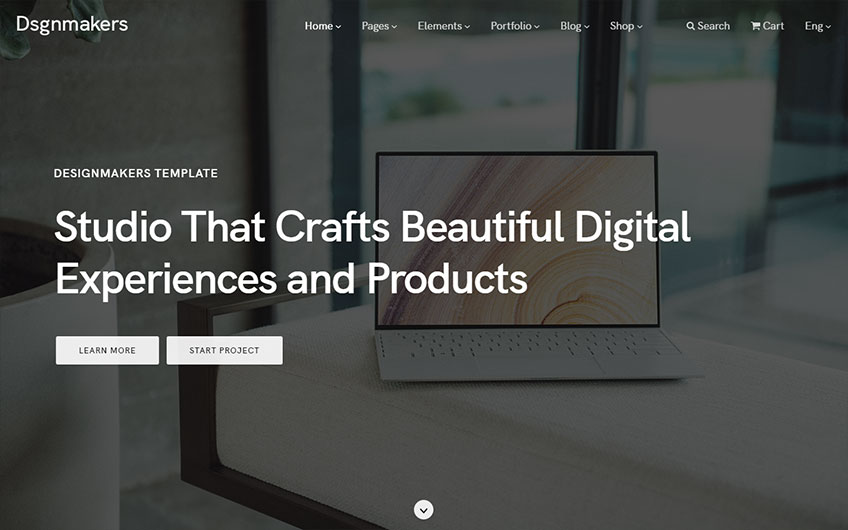 Dsgnmakers
Home Pages Elements Portfolio Blog Shop Search Cart Eng
DESIGNMAKERS TEMPLATE
Studio That Crafts Beautiful Digital
Experiences and Products
LEARN MORE START PROJECT